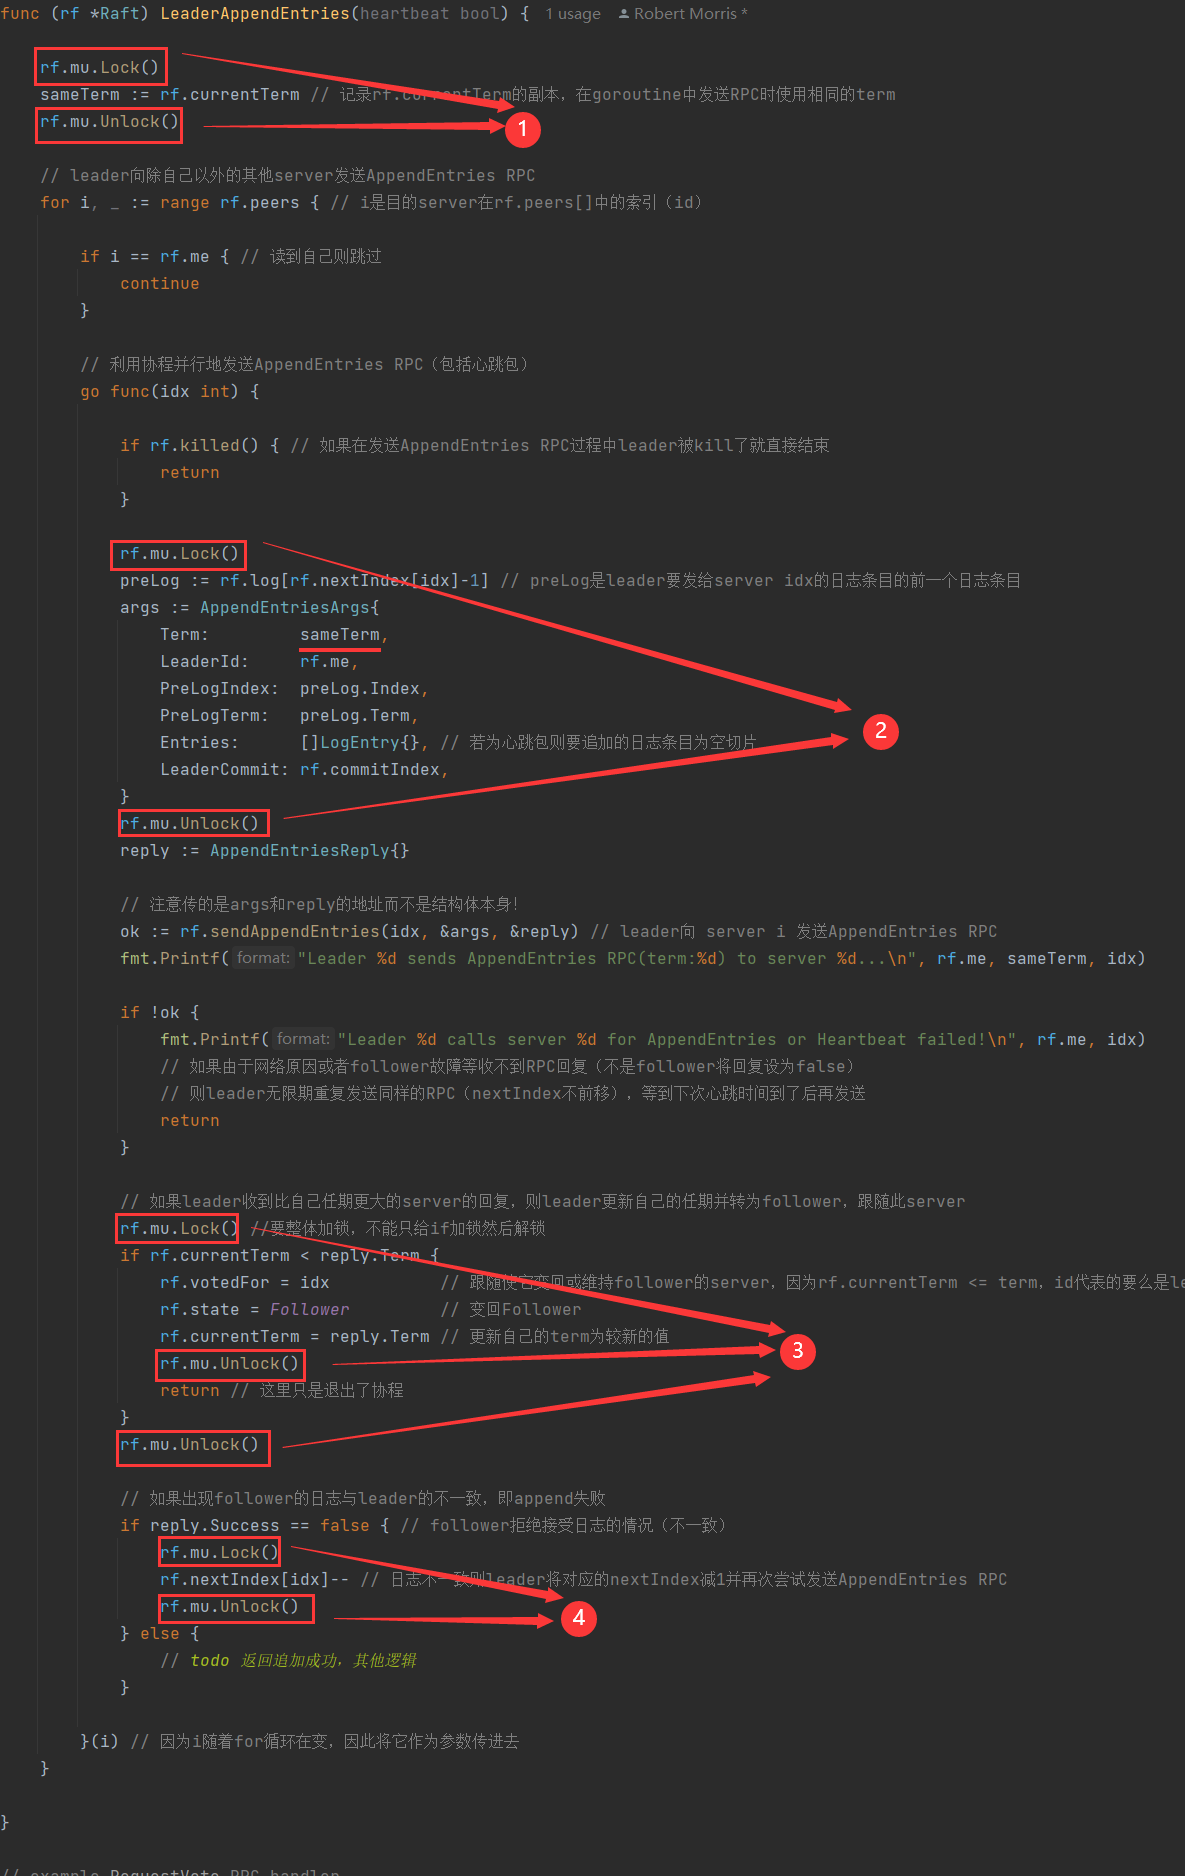 func (rf *Raft) LeaderAppendEntries(heartbeat bool) { 1 usage Robert Morris *
rf.mu.Lock()
sameTerm := rf.currentTerm // 记录rf.currentTerm的副本，在goroutine中发送RPC时使用相同的term
rf.mu.Unlock()
1
// leader向除自己以外的其他server发送AppendEntries RPC
for i, _ := range rf.peers { // i是目的server在rf.peers[]中的索引（id）
if i == rf.me { // 读到自己则跳过
continue
}
// 利用协程并行地发送AppendEntries RPC（包括心跳包）
go func(idx int) {
if rf.killed() { // 如果在发送AppendEntries RPC过程中leader被kill了就直接结束
return
}
rf.mu.Lock()
preLog := rf.log[rf.nextIndex[idx]-1] // preLog是leader要发给server idx的日志条目的前一个日志条目
args := AppendEntriesArgs{
Term: sameTerm,
LeaderId: rf.me,
PreLogIndex: preLog.Index,
PreLogTerm: preLog.Term,
2
Entries: []LogEntry{}, // 若为心跳包则要追加的日志条目为空切片
LeaderCommit: rf.commitIndex,
}
rf.mu.Unlock()
reply := AppendEntriesReply{}
// 注意传的是args和reply的地址而不是结构体本身！
ok := rf.sendAppendEntries(idx, &args, &reply) // leader向 server i 发送AppendEntries RPC
fmt.Printf( format: "Leader %d sends AppendEntries RPC(term:%d) to server %d...\n", rf.me, sameTerm, idx)
if !ok {
fmt.Printf( format: "Leader %d calls server %d for AppendEntries or Heartbeat failed!\n", rf.me, idx)
// 如果由于网络原因或者follower故障等收不到RPC回复（不是follower将回复设为false）
// 则leader无限期重复发送同样的RPC（nextIndex不前移），等到下次心跳时间到了后再发送
return
}
// 如果leader收到比自己任期更大的server的回复，则leader更新自己的任期并转为follower，跟随此server
rf.mu.Lock() //要整体加锁，不能只给if加锁然后解锁
if rf.currentTerm < reply.Term {
rf.votedFor = idx // 跟随使它变回或维持follower的server，因为rf.currentTerm <= term，id代表的要么是le
rf.state = Follower // 变回Follower
rf.currentTerm = reply.Term // 更新自己的term为较新的值
3
rf.mu.Unlock()
return // 这里只是退出了协程
}
rf.mu.Unlock()
// 如果出现follower的日志与leader的不一致，即append失败
if reply.Success == false { // follower拒绝接受日志的情况（不一致）
rf.mu.Lock()
rf.nextIndex[idx]-- // 日志不一致则leader将对应的nextIndex减1并再次尝试发送AppendEntries RPC
rf.mu.Unlock()
4
} else {
// todo 返回追加成功，其他逻辑
}
}(i) // 因为i随着for循环在变，因此将它作为参数传进去
}
}
// example RequestVote RPC handler